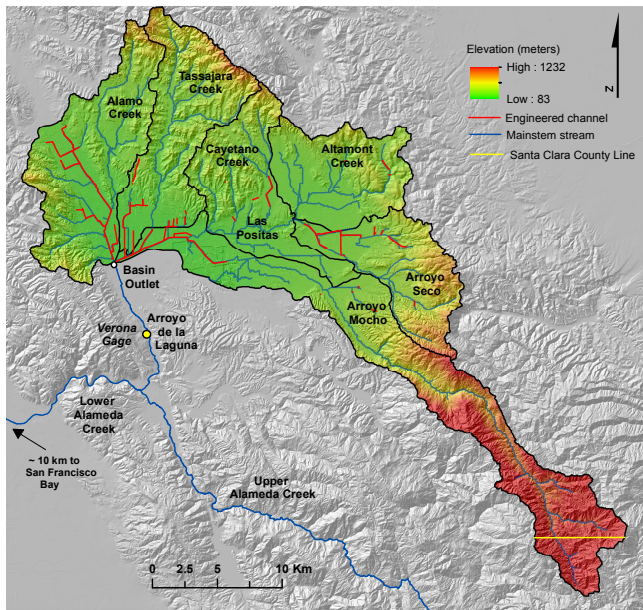 Elevation (meters)
High : 1232
Low : 83
Engineered channel
Mainstem stream
Santa Clara County Line
N
Tassajara
Creek
Alamo
Creek
Cayetano
Creek
Altamont
Creek
Las
Positas
Arroyo
Seco
Arroyo
Mocho
Basin
Outlet
Verona
Gage
Arroyo
de la
Laguna
Lower
Alameda
Creek
~ 10 km to
San Francisco
Bay
Upper
Alameda Creek
0 2.5 5 10 Km